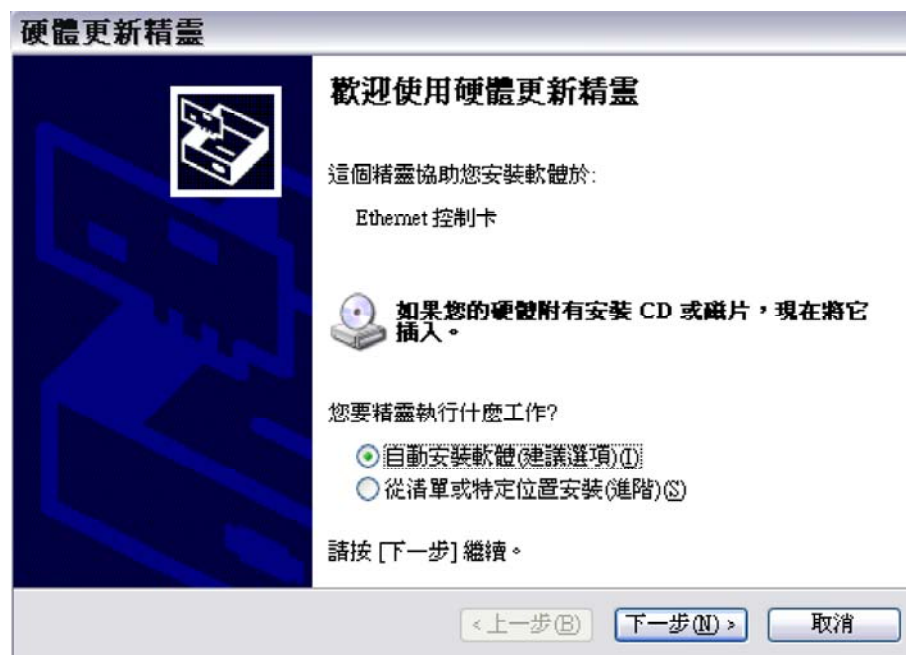 硬體更新精靈
歡迎使用硬體更新精靈
這個精靈協助您安裝軟體於:
Ethernet 控制卡
如果您的硬體附有安裝 CD 或磁片，現在將它
插入。
您要精靈執行什麼工作?
自動安裝軟體(建議選項)(I)
從清單或特定位置安裝(進階)(S)
請按 [下一步] 繼續。
<上一步(B) 下一步(N)> 取消